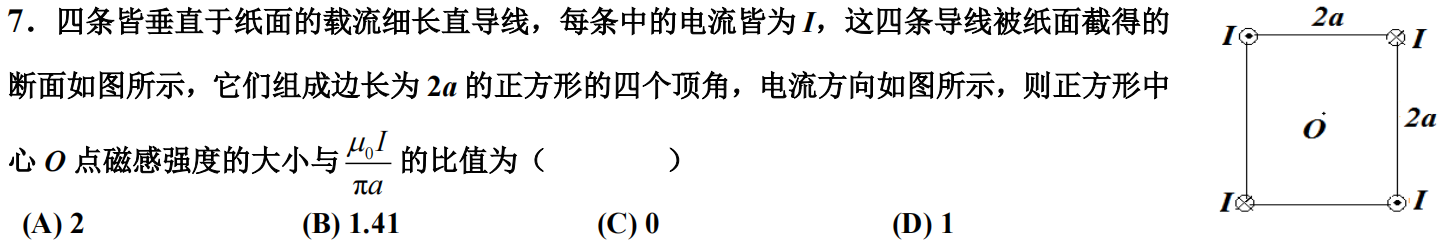 7．四条皆垂直于纸面的载流细长直导线，每条中的电流皆为 I，这四条导线被纸面截得的
断面如图所示，它们组成边长为 2a 的正方形的四个顶角，电流方向如图所示，则正方形中
心 O 点磁感强度的大小与 μ₀I/πa 的比值为（　　　）
(A) 2 (B) 1.41 (C) 0 (D) 1
2a
I I
O 2a
I I